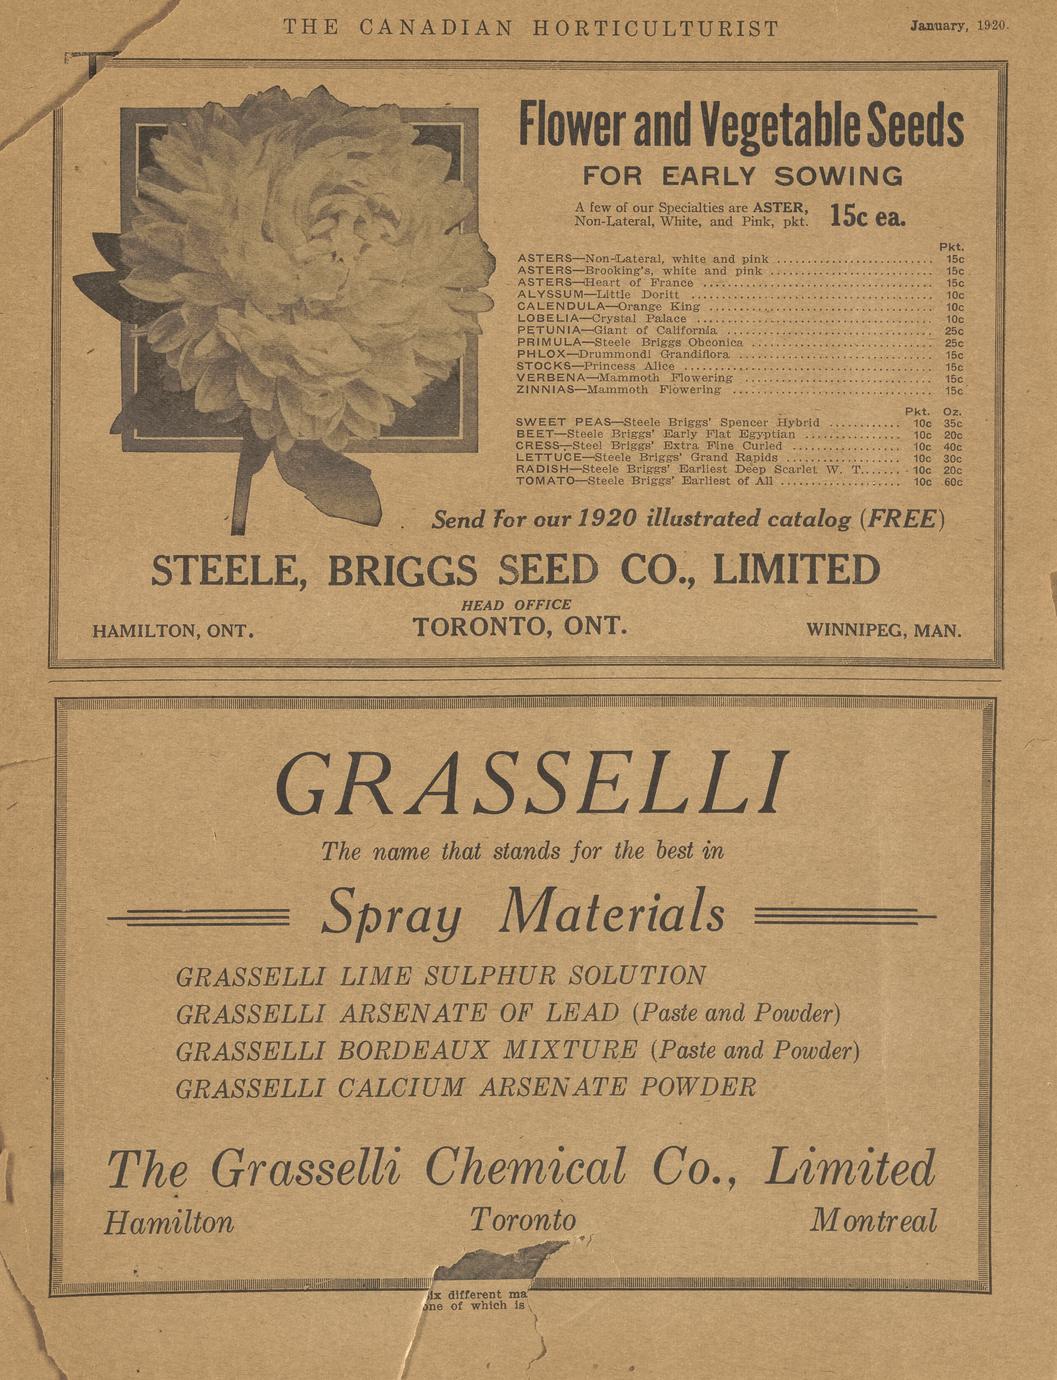 THE CANADIAN HORTICULTURIST
January, 1920.
Flower and Vegetable Seeds
FOR EARLY SOWING
A few of our Specialties are ASTER,
Non-Lateral, White, and Pink, pkt. 15c ea.
Pkt.
ASTERS—Non-Lateral, white and pink .......... 15c
ASTERS—Brooking's, white and pink .......... 15c
ASTERS—Heart of France .......... 15c
ALYSSUM—Little Doritt .......... 10c
CALENDULA—Orange King .......... 10c
LOBELIA—Crystal Palace .......... 10c
PETUNIA—Giant of California .......... 25c
PRIMULA—Steele Briggs Obconica .......... 25c
PHLOX—Drummondi Grandiflora .......... 15c
STOCKS—Princess Alice .......... 15c
VERBENA—Mammoth Flowering .......... 15c
ZINNIAS—Mammoth Flowering .......... 15c
Pkt. Oz.
SWEET PEAS—Steele Briggs' Spencer Hybrid .......... 10c 35c
BEET—Steele Briggs' Early Flat Egyptian .......... 10c 20c
CRESS—Steel Briggs' Extra Fine Curled .......... 10c 40c
LETTUCE—Steele Briggs' Grand Rapids .......... 10c 30c
RADISH—Steele Briggs' Earliest Deep Scarlet W. T. ...... 10c 20c
TOMATO—Steele Briggs' Earliest of All .......... 10c 60c
Send for our 1920 illustrated catalog (FREE)
STEELE, BRIGGS SEED CO., LIMITED
HEAD OFFICE
HAMILTON, ONT. TORONTO, ONT. WINNIPEG, MAN.
GRASSELLI
The name that stands for the best in
Spray Materials
GRASSELLI LIME SULPHUR SOLUTION
GRASSELLI ARSENATE OF LEAD (Paste and Powder)
GRASSELLI BORDEAUX MIXTURE (Paste and Powder)
GRASSELLI CALCIUM ARSENATE POWDER
The Grasselli Chemical Co., Limited
Hamilton Toronto Montreal
ix different ma
one of which is